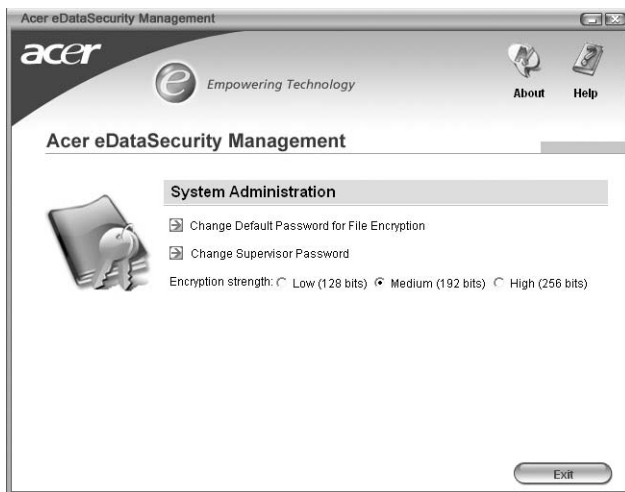 Acer eDataSecurity Management
acer
e Empowering Technology
About Help
Acer eDataSecurity Management
System Administration
Change Default Password for File Encryption
Change Supervisor Password
Encryption strength: Low (128 bits) Medium (192 bits) High (256 bits)
Exit